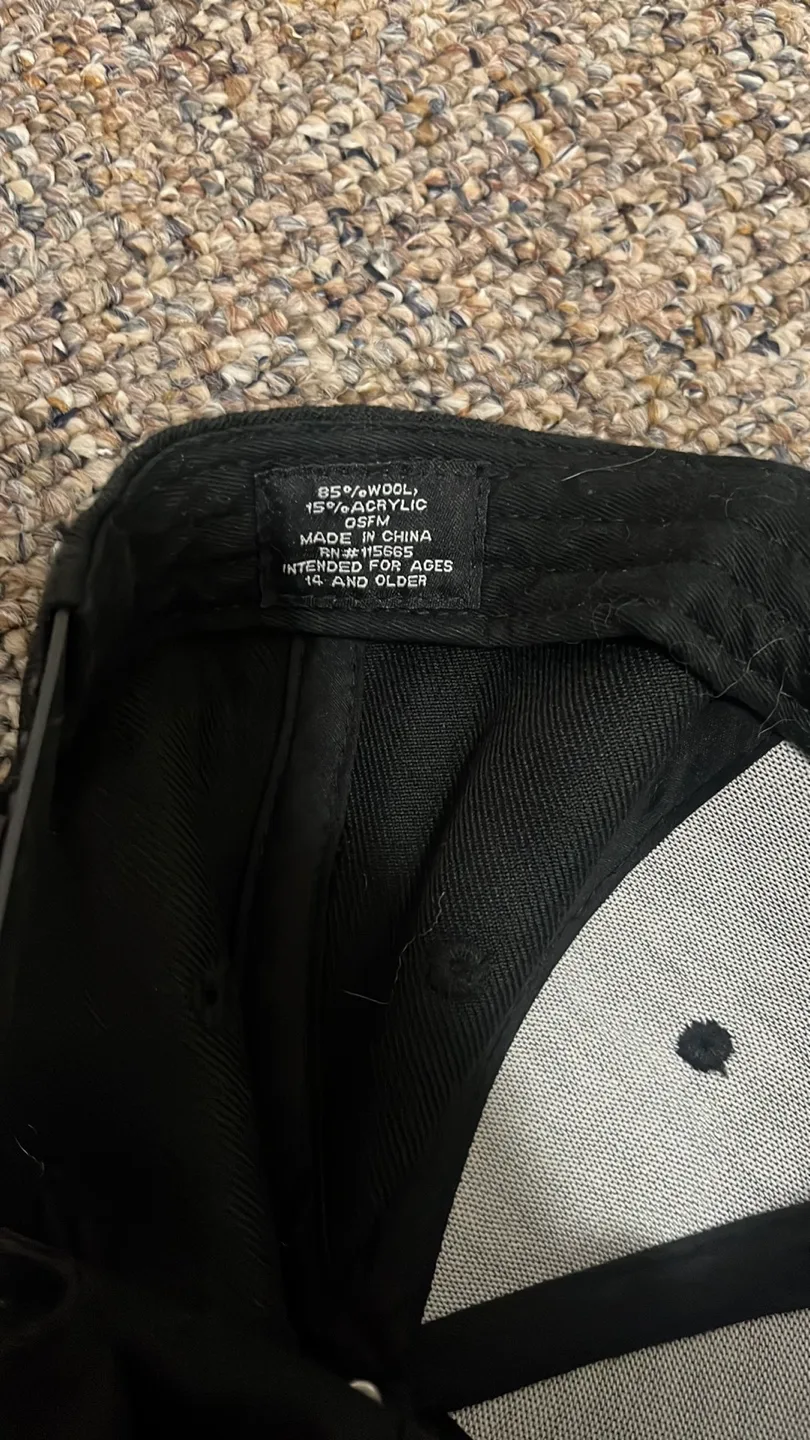 85%WOOL,
15%ACRYLIC
OSFM
MADE IN CHINA
RN#115665
INTENDED FOR AGES
14 AND OLDER